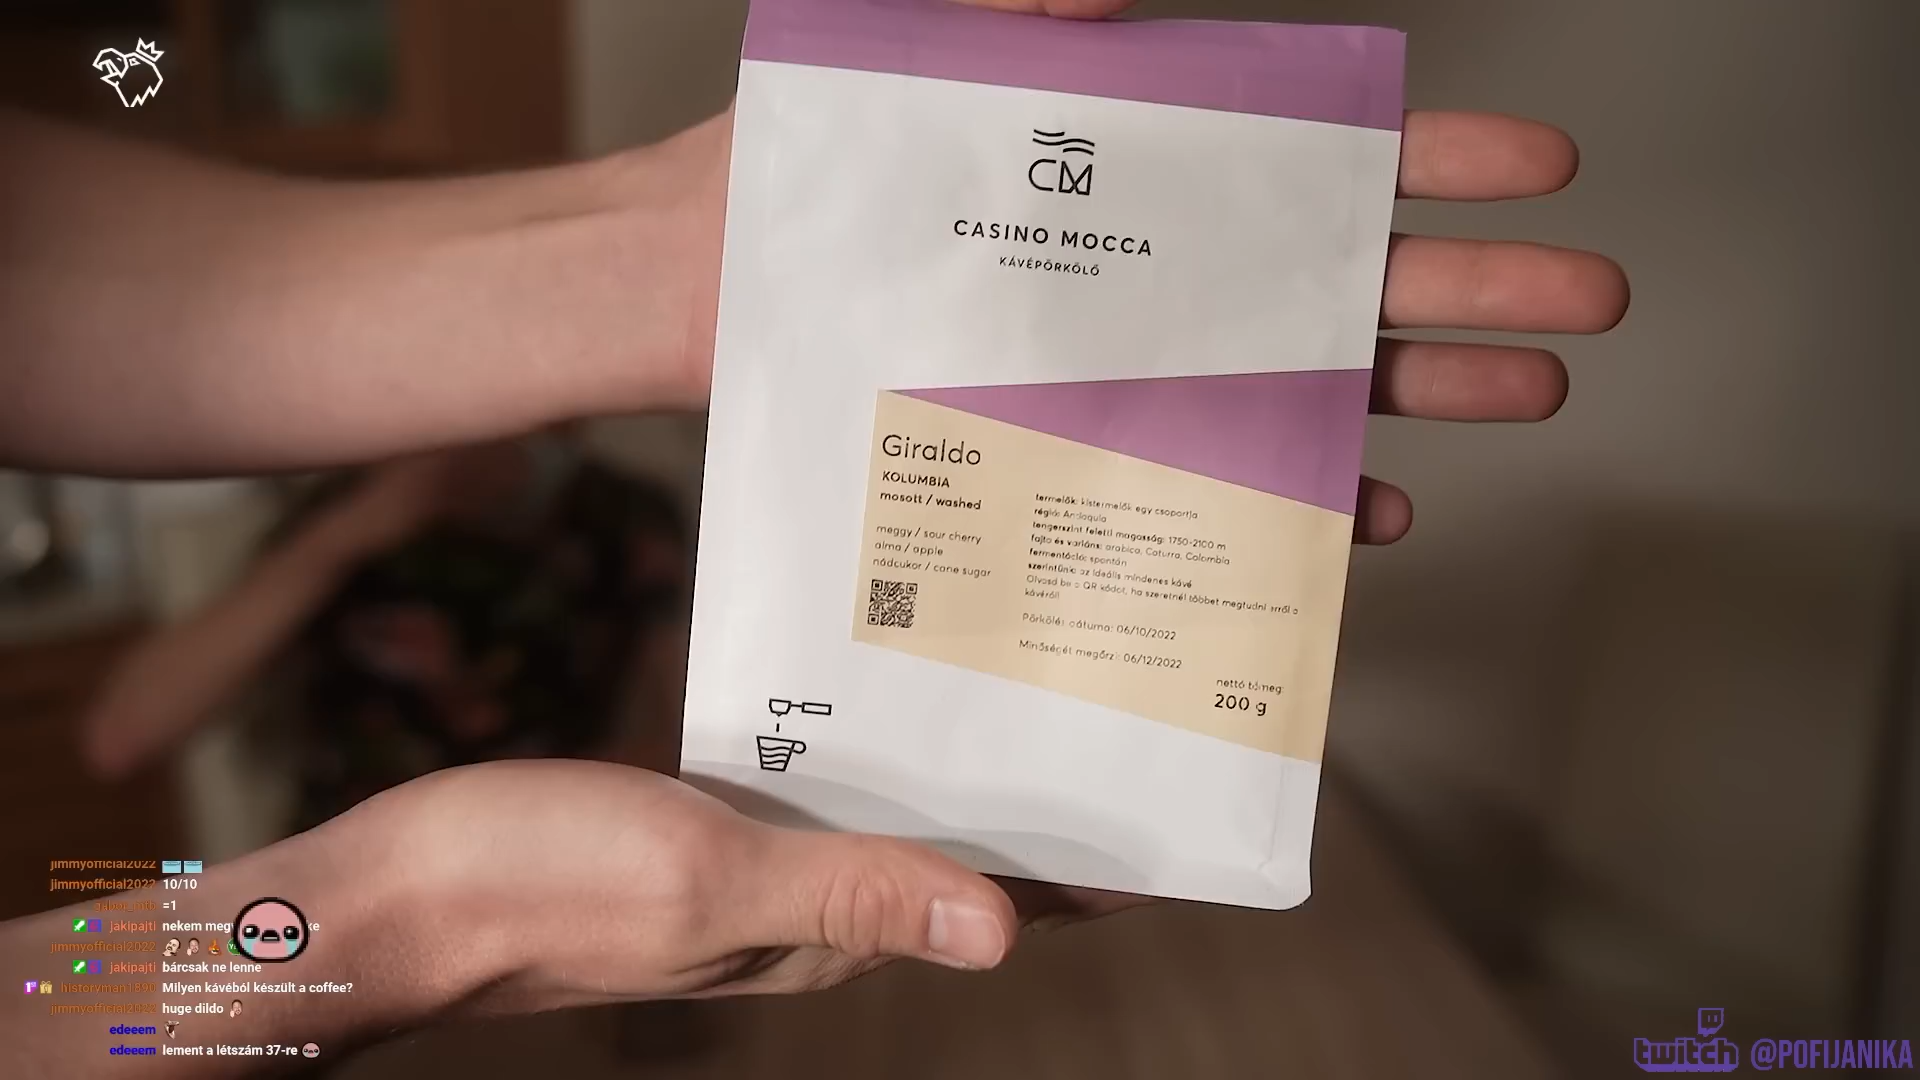 CM
CASINO MOCCA
KÁVÉPÖRKÖLŐ
Giraldo
KOLUMBIA
mosott / washed
meggy / sour cherry
alma / apple
nádcukor / cane sugar
termelők: kistermelők egy csoportja
régió: Antioquia
tengerszint feletti magasság: 1750-2100 m
fajta és variáns: arabica, Caturra, Colombia
fermentáció: spontán
szerintünk: az ideális mindenes kávé
Olvasd be a QR kódot, ha szeretnél többet megtudni erről a
kávéról!
Pörkölés dátuma: 06/10/2022
Minőségét megőrzi: 06/12/2022
nettó tömeg:
200 g
jimmyofficial2022
jimmyofficial2022 10/10
=1
jakipajti nekem
jimmyofficial2022
jakipajti bárcsak ne lenne
historyman1890 Milyen kávéból készült a coffee?
jimmyofficial2022 huge dildo
edeeem
edeeem lement a létszám 37-re
twitch @POFIJANIKA